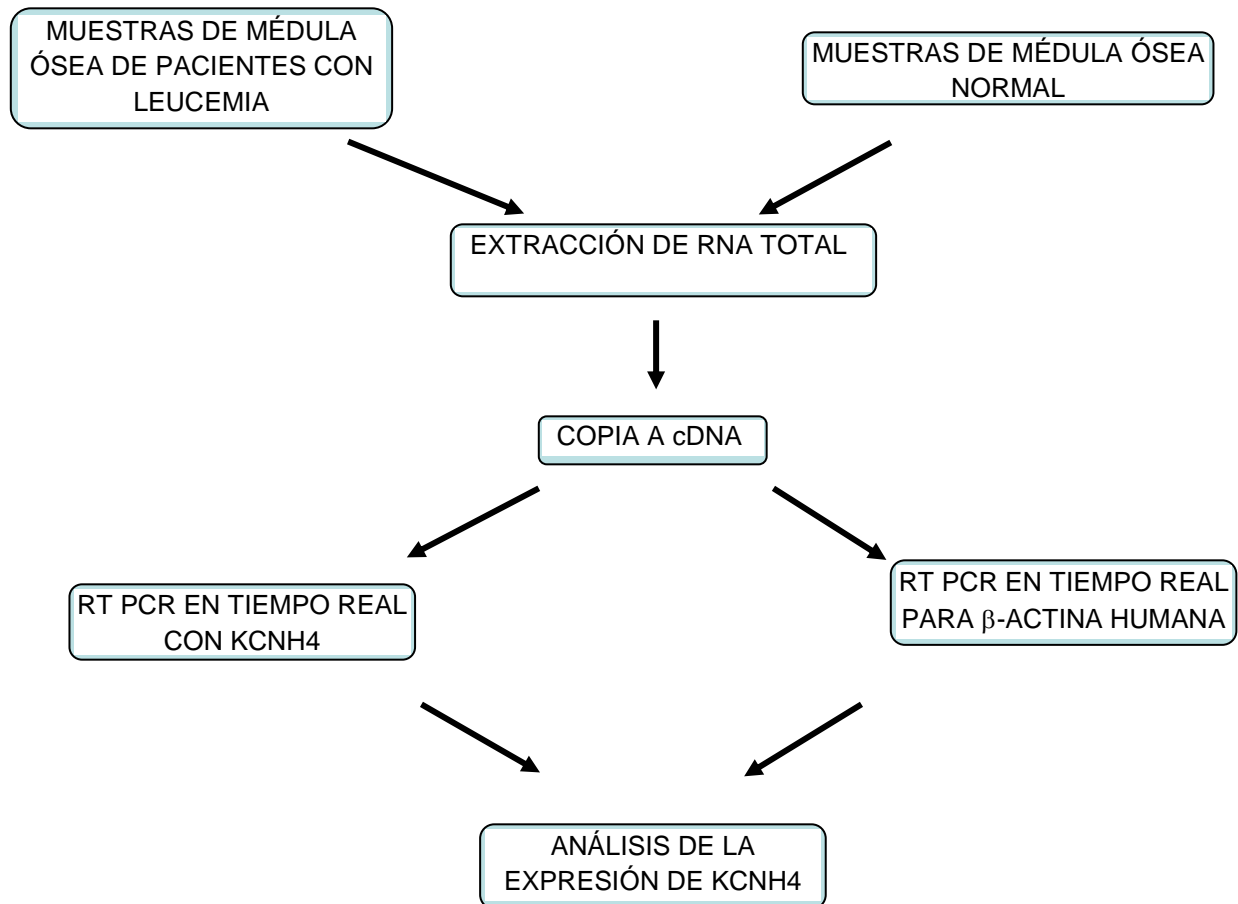 MUESTRAS DE MÉDULA
ÓSEA DE PACIENTES CON
LEUCEMIA
MUESTRAS DE MÉDULA ÓSEA
NORMAL
EXTRACCIÓN DE RNA TOTAL
COPIA A cDNA
RT PCR EN TIEMPO REAL
CON KCNH4
RT PCR EN TIEMPO REAL
PARA β-ACTINA HUMANA
ANÁLISIS DE LA
EXPRESIÓN DE KCNH4